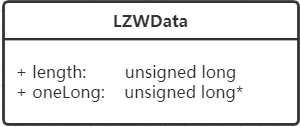 LZWData
+ length: unsigned long
+ oneLong: unsigned long*